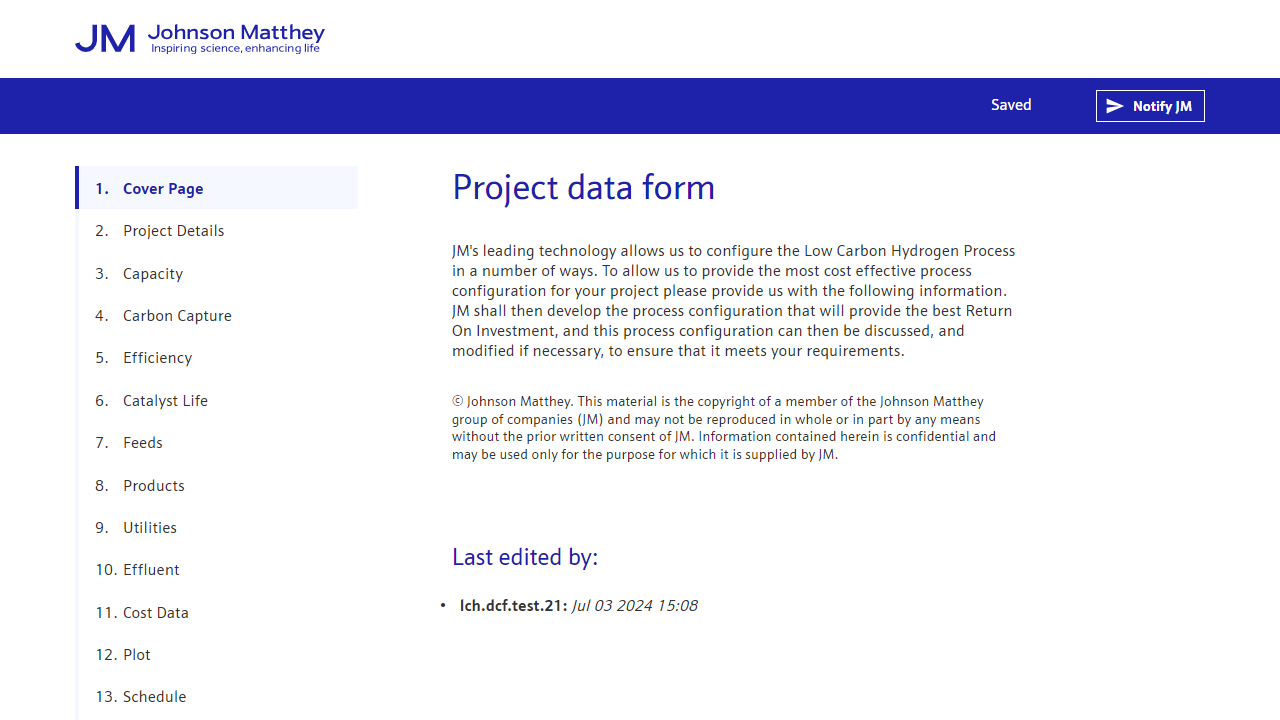 JM Johnson Matthey
Inspiring science, enhancing life
Saved
Notify JM
1. Cover Page
2. Project Details
3. Capacity
4. Carbon Capture
5. Efficiency
6. Catalyst Life
7. Feeds
8. Products
9. Utilities
10. Effluent
11. Cost Data
12. Plot
13. Schedule
Project data form
JM's leading technology allows us to configure the Low Carbon Hydrogen Process
in a number of ways. To allow us to provide the most cost effective process
configuration for your project please provide us with the following information.
JM shall then develop the process configuration that will provide the best Return
On Investment, and this process configuration can then be discussed, and
modified if necessary, to ensure that it meets your requirements.
© Johnson Matthey. This material is the copyright of a member of the Johnson Matthey
group of companies (JM) and may not be reproduced in whole or in part by any means
without the prior written consent of JM. Information contained herein is confidential and
may be used only for the purpose for which it is supplied by JM.
Last edited by:
• lch.dcf.test.21: Jul 03 2024 15:08